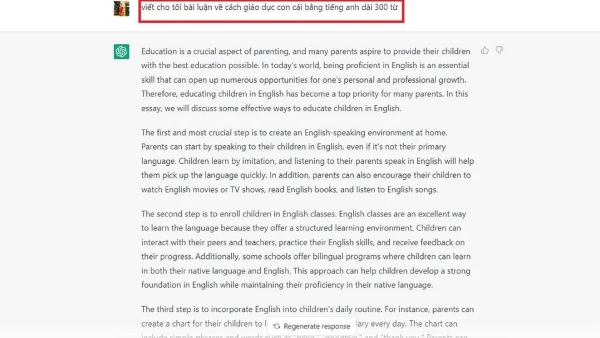 viết cho tôi bài luận về cách giáo dục con cái bằng tiếng anh dài 300 từ
Education is a crucial aspect of parenting, and many parents aspire to provide their children
with the best education possible. In today's world, being proficient in English is an essential
skill that can open up numerous opportunities for one's personal and professional growth.
Therefore, educating children in English has become a top priority for many parents. In this
essay, we will discuss some effective ways to educate children in English.
The first and most crucial step is to create an English-speaking environment at home.
Parents can start by speaking to their children in English, even if it's not their primary
language. Children learn by imitation, and listening to their parents speak in English will help
them pick up the language quickly. In addition, parents can also encourage their children to
watch English movies or TV shows, read English books, and listen to English songs.
The second step is to enroll children in English classes. English classes are an excellent way
to learn the language because they offer a structured learning environment. Children can
interact with their peers and teachers, practice their English skills, and receive feedback on
their progress. Additionally, some schools offer bilingual programs where children can learn
in both their native language and English. This approach can help children develop a strong
foundation in English while maintaining their proficiency in their native language.
The third step is to incorporate English into children's daily routine. For instance, parents can
create a chart for their children to
Regenerate response
every day. The chart can
include simple phrases and words such as